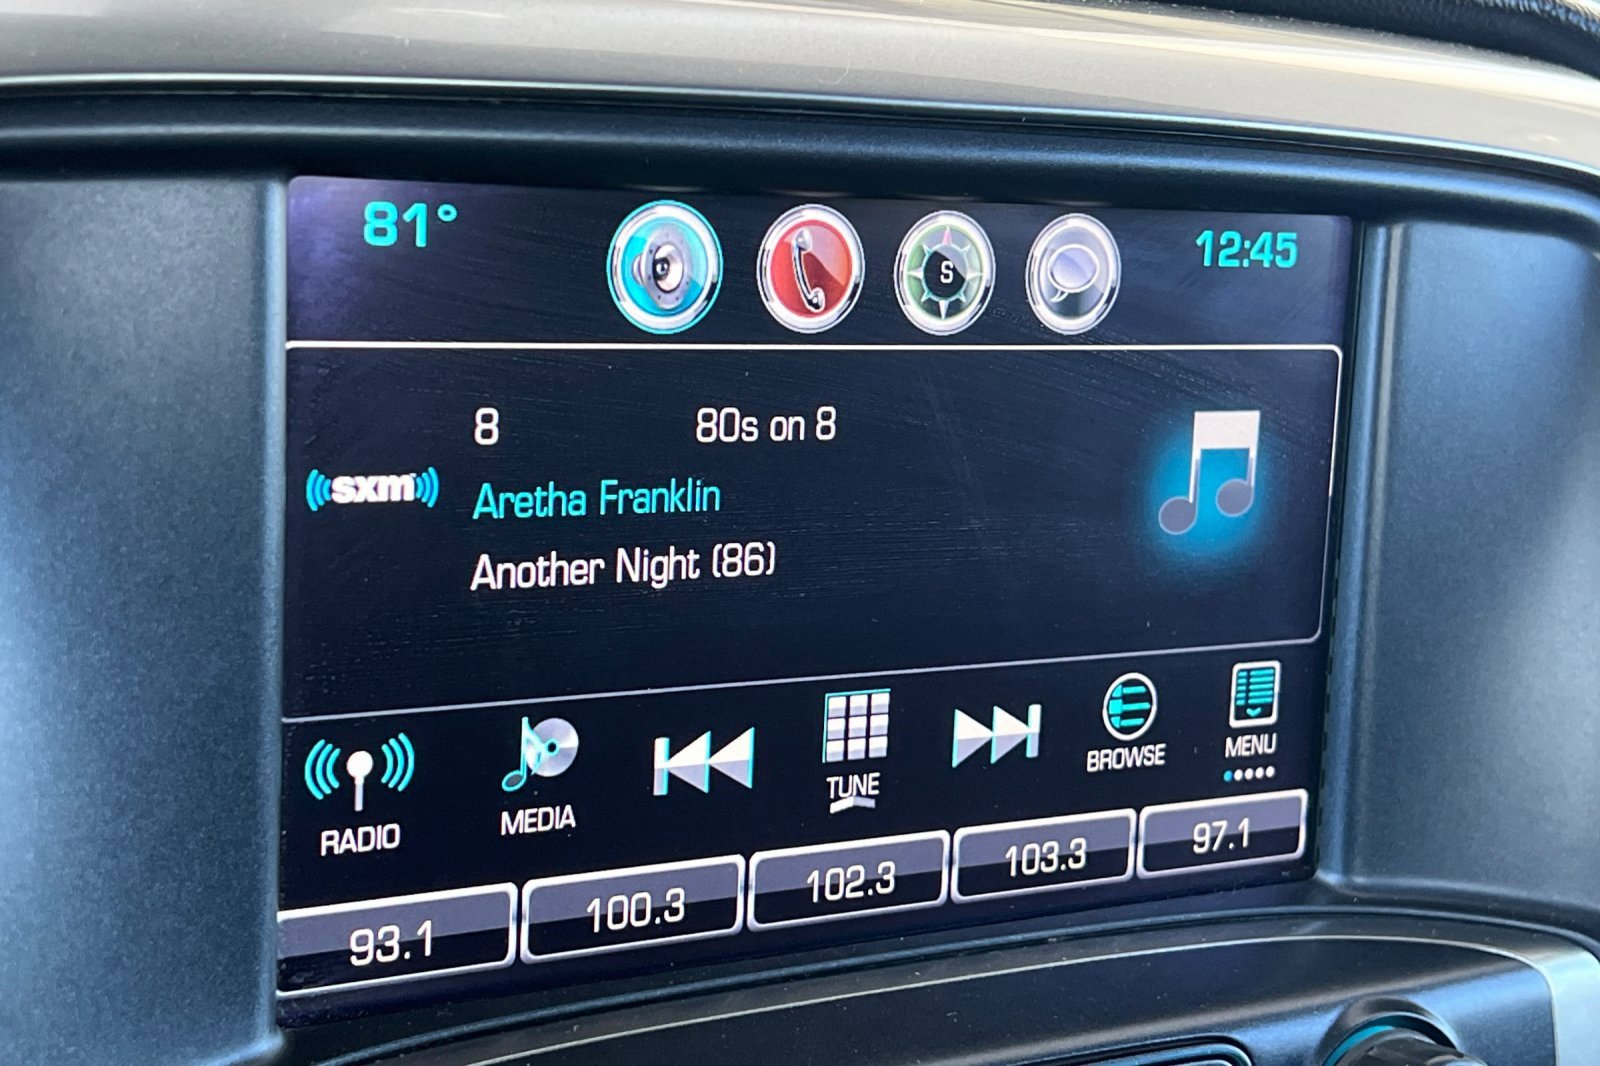 81°
S
12:45
8
80s on 8
sxm
Aretha Franklin
Another Night (86)
RADIO
MEDIA
TUNE
BROWSE
MENU
93.1
100.3
102.3
103.3
97.1